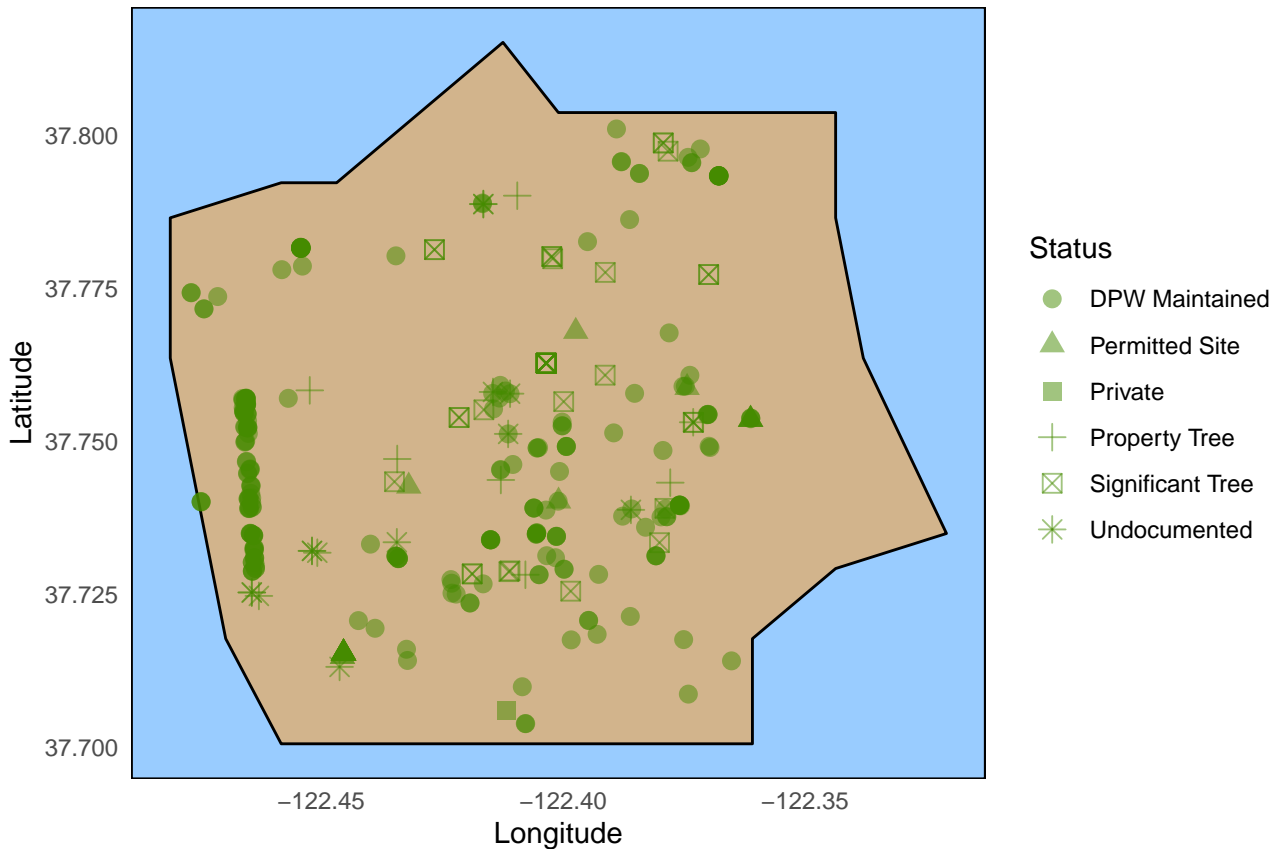 37.800
37.775
37.750
37.725
37.700
Latitude
−122.45
−122.40
−122.35
Longitude
Status
DPW Maintained
Permitted Site
Private
Property Tree
Significant Tree
Undocumented